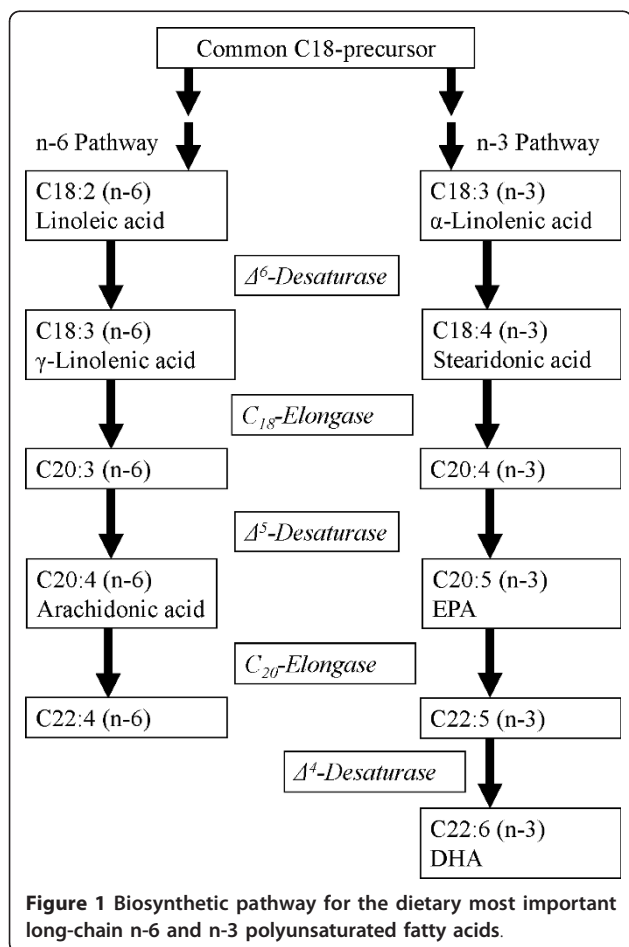 Common C18-precursor
n-6 Pathway
n-3 Pathway
C18:2 (n-6)
Linoleic acid
C18:3 (n-3)
α-Linolenic acid
Δ⁶-Desaturase
C18:3 (n-6)
γ-Linolenic acid
C18:4 (n-3)
Stearidonic acid
C₁₈-Elongase
C20:3 (n-6)
C20:4 (n-3)
Δ⁵-Desaturase
C20:4 (n-6)
Arachidonic acid
C20:5 (n-3)
EPA
C₂₀-Elongase
C22:4 (n-6)
C22:5 (n-3)
Δ⁴-Desaturase
C22:6 (n-3)
DHA
Figure 1 Biosynthetic pathway for the dietary most important
long-chain n-6 and n-3 polyunsaturated fatty acids.